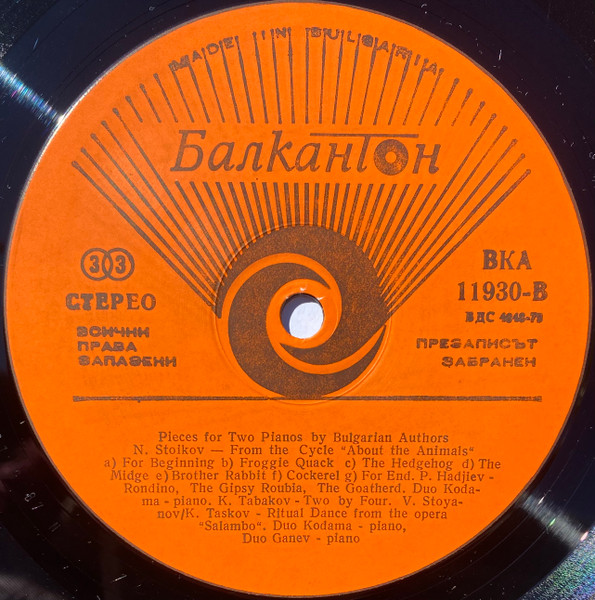 MADE IN BULGARIA
Балкантон
33
СТЕРЕО
ВСИЧКИ
ПРАВА
ЗАПАЗЕНИ
ВКА
11930-В
БДС 4848-79
ПРЕЗАПИСЪТ
ЗАБРАНЕН
Pieces for Two Pianos by Bulgarian Authors
N. Stoikov — From the Cycle "About the Animals"
a) For Beginning b) Froggie Quack c) The Hedgehog d) The
Midge e) Brother Rabbit f) Cockerel g) For End. P. Hadjiev -
Rondino, The Gipsy Roubia, The Goatherd. Duo Koda-
ma - piano. K. Tabakov - Two by Four. V. Stoya-
nov/K. Taskov - Ritual Dance from the opera
"Salambo". Duo Kodama - piano,
Duo Ganev - piano